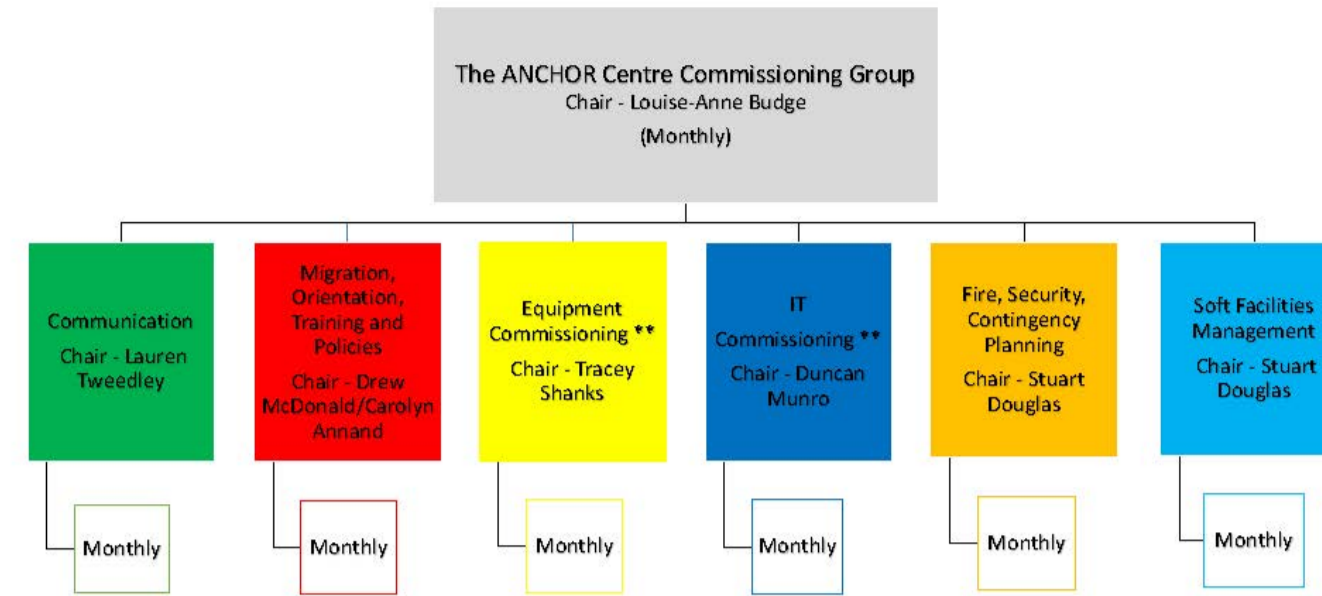 The ANCHOR Centre Commissioning Group
Chair - Louise-Anne Budge
(Monthly)
Communication
Chair - Lauren
Tweedley
Migration,
Orientation,
Training and
Policies
Chair - Drew
McDonald/Carolyn
Annand
Equipment
Commissioning **
Chair - Tracey
Shanks
IT
Commissioning **
Chair - Duncan
Munro
Fire, Security,
Contingency
Planning
Chair - Stuart
Douglas
Soft Facilities
Management
Chair - Stuart
Douglas
Monthly
Monthly
Monthly
Monthly
Monthly
Monthly